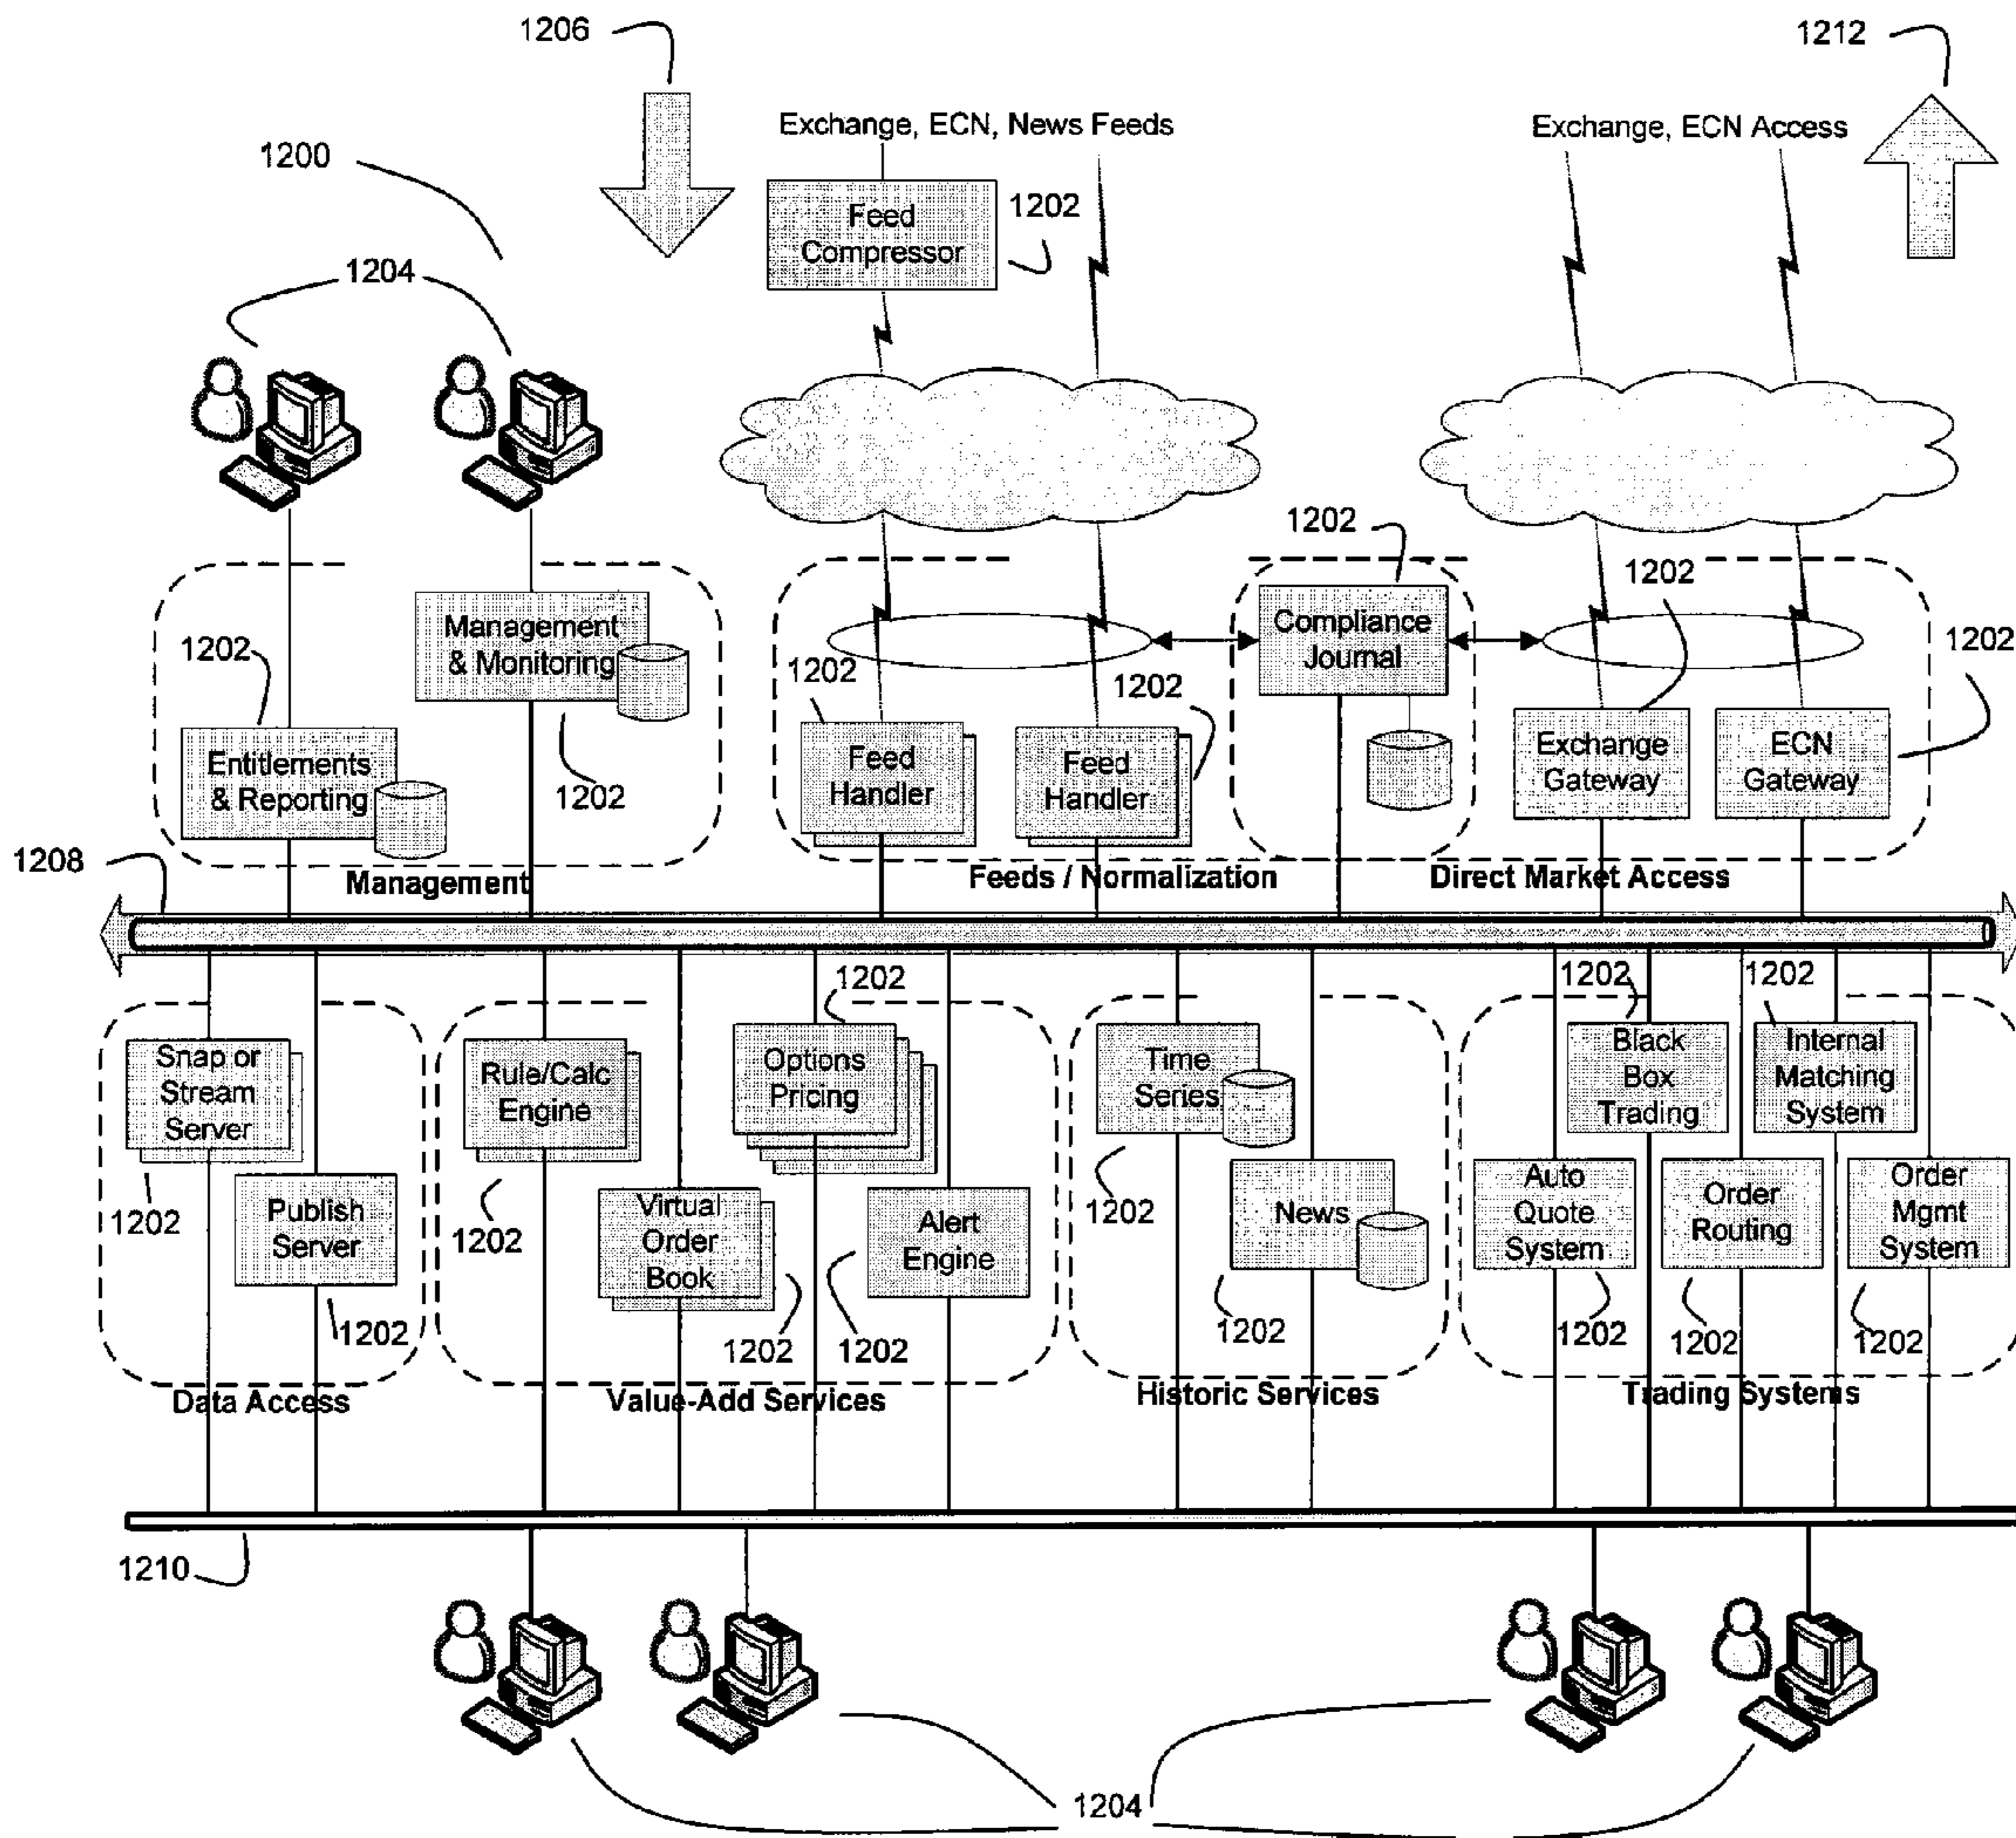 1206
1212
Exchange, ECN, News Feeds
Exchange, ECN Access
1200
1204
Feed
Compressor
1202
1202
1202
Management
& Monitoring
1202
1202
Compliance
Journal
1202
1202
1202
Entitlements
& Reporting
1202
Feed
Handler
Feed
Handler
Exchange
Gateway
ECN
Gateway
1208
Management
Feeds / Normalization
Direct Market Access
1202
1202
1202
Snap or
Stream
Server
Rule/Calc
Engine
Options
Pricing
Time
Series
Black
Box
Trading
Internal
Matching
System
1202
Publish
Server
1202
Virtual
Order
Book
Alert
Engine
1202
News
Auto
Quote
System
Order
Routing
Order
Mgmt
System
1202
1202
1202
1202
1202
1202
1202
Data Access
Value-Add Services
Historic Services
Trading Systems
1210
1204